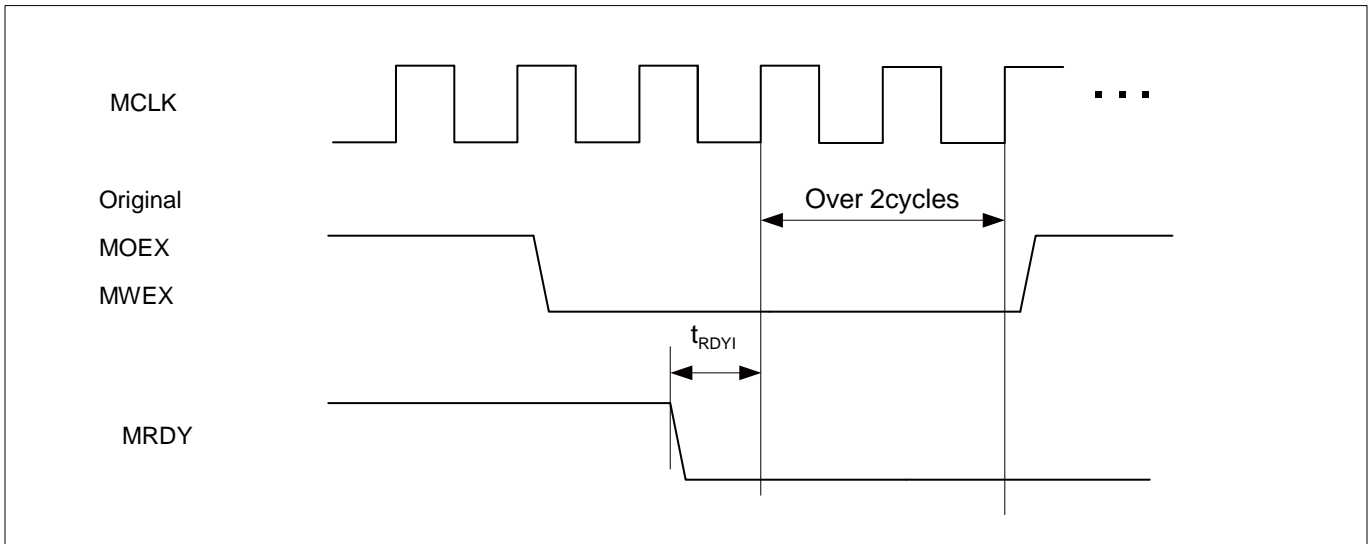 MCLK
Original
Over 2cycles
MOEX
MWEX
tRDYI
MRDY